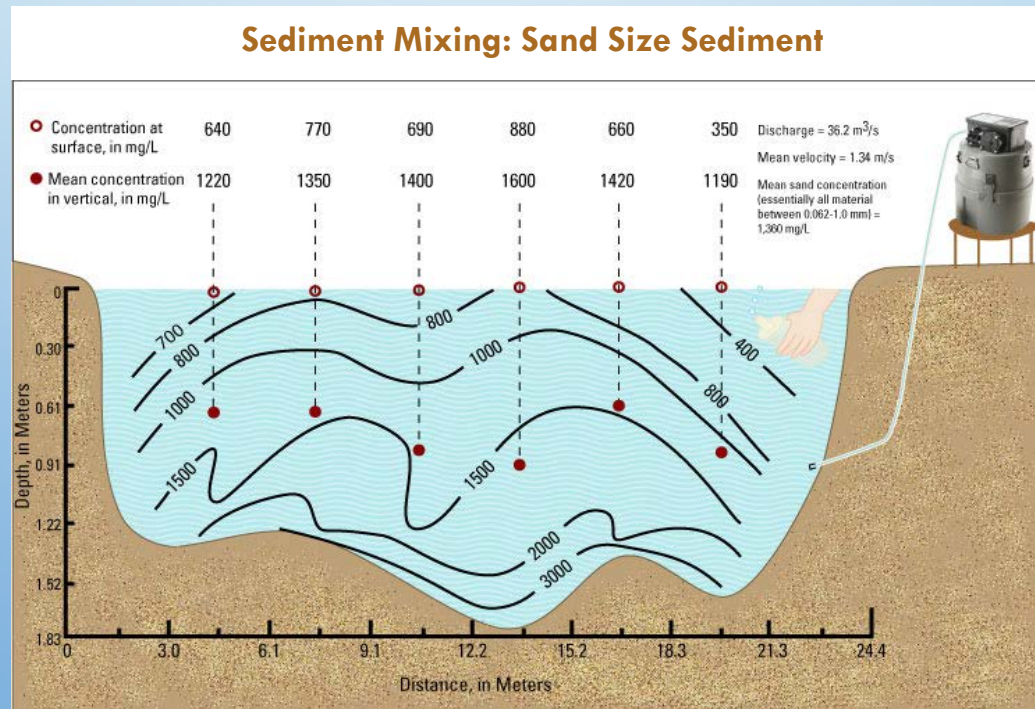 Sediment Mixing: Sand Size Sediment
Concentration at surface, in mg/L
640 770 690 880 660 350
Mean concentration in vertical, in mg/L
1220 1350 1400 1600 1420 1190
Discharge = 36.2 m³/s
Mean velocity = 1.34 m/s
Mean sand concentration
(essentially all material
between 0.062-1.0 mm) =
1,360 mg/L
Depth, in Meters
0
0.30
0.61
0.91
1.22
1.52
1.83
700
800
1000
1500
800
1000
1500
2000
3000
400
800
0 3.0 6.1 9.1 12.2 15.2 18.3 21.3 24.4
Distance, in Meters